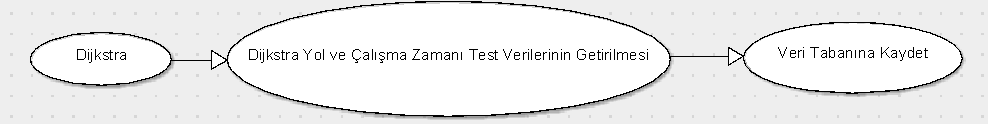 Dijkstra
Dijkstra Yol ve Çalışma Zamanı Test Verilerinin Getirilmesi
Veri Tabanına Kaydet